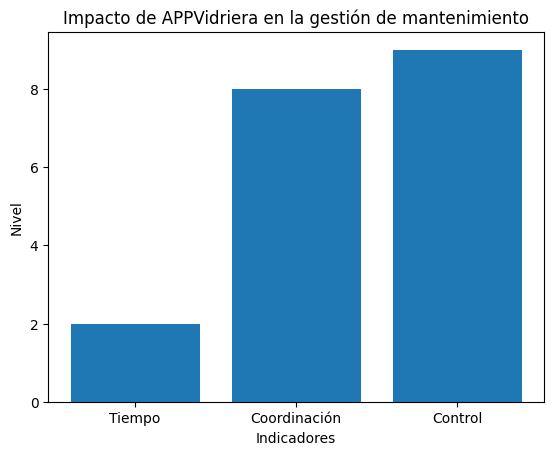 Impacto de APPVidriera en la gestión de mantenimiento
8
6
4
2
0
Nivel
Tiempo Coordinación Control
Indicadores